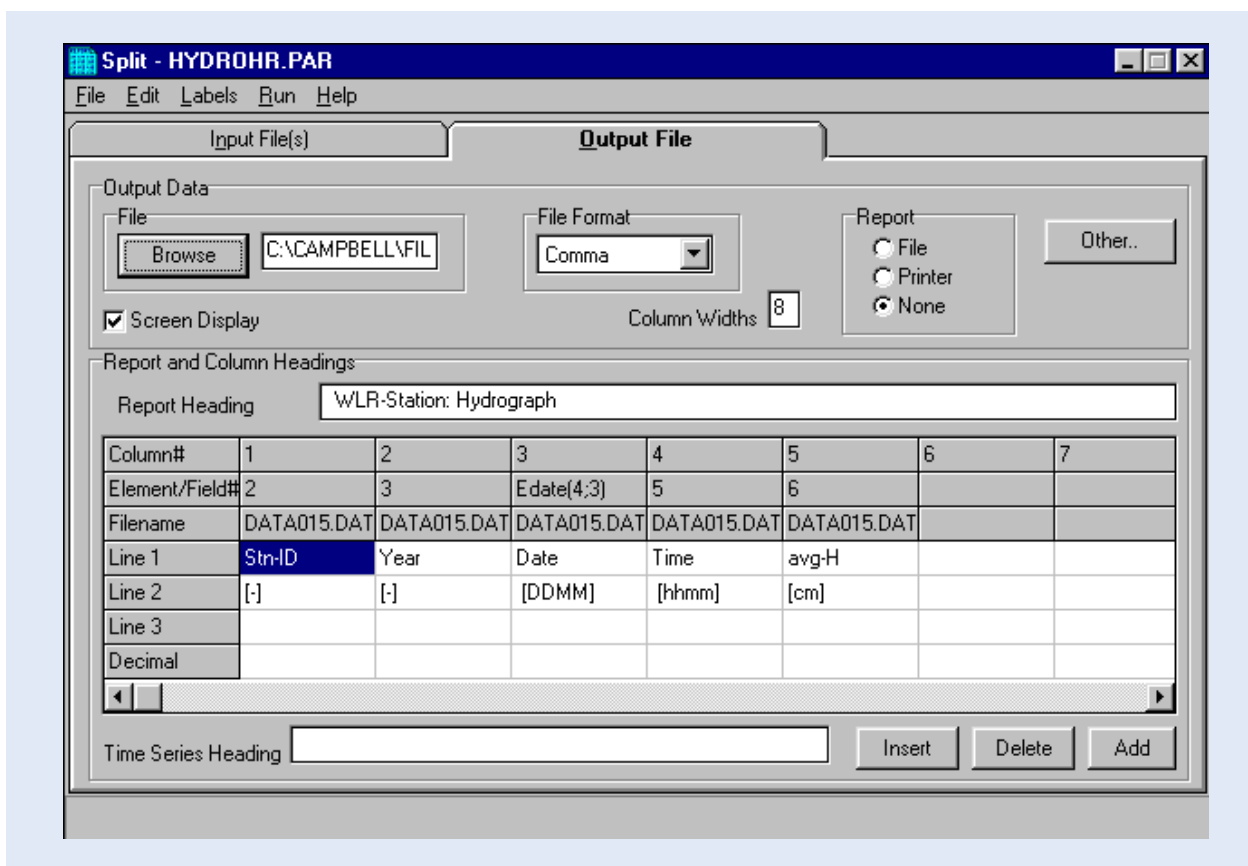 Split - HYDROHR.PAR
File Edit Labels Run Help
Input File(s) Output File
Output Data
File File Format Report
Browse C:\CAMPBELL\FIL Comma File Other..
Printer
Screen Display Column Widths 8 None
Report and Column Headings
Report Heading WLR-Station: Hydrograph
Column# 1 2 3 4 5 6 7
Element/Field# 2 3 Edate(4;3) 5 6
Filename DATA015.DAT DATA015.DAT DATA015.DAT DATA015.DAT DATA015.DAT
Line 1 Stn-ID Year Date Time avg-H
Line 2 [-] [-] [DDMM] [hhmm] [cm]
Line 3
Decimal
Time Series Heading Insert Delete Add